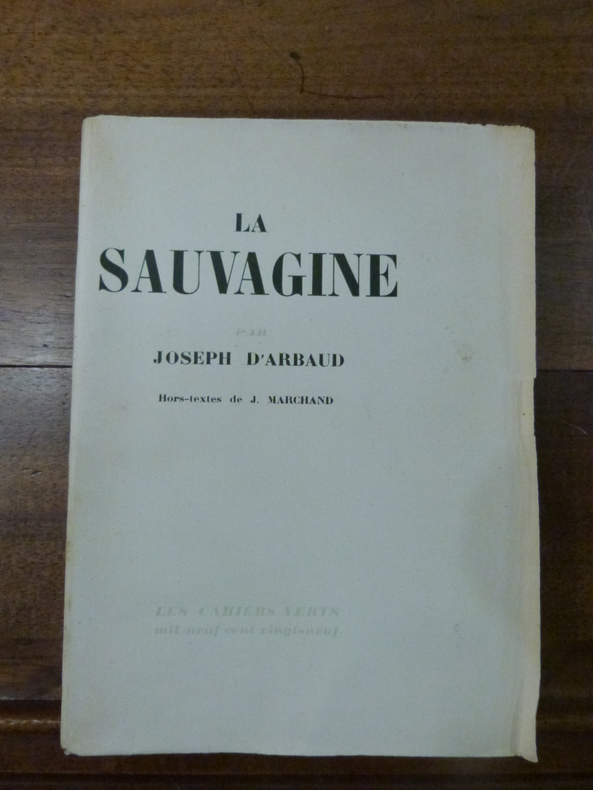 LA
SAUVAGINE
PAR
JOSEPH D'ARBAUD
Hors-textes de J. MARCHAND
LES CAHIERS VERTS
mil neuf cent vingt-neuf